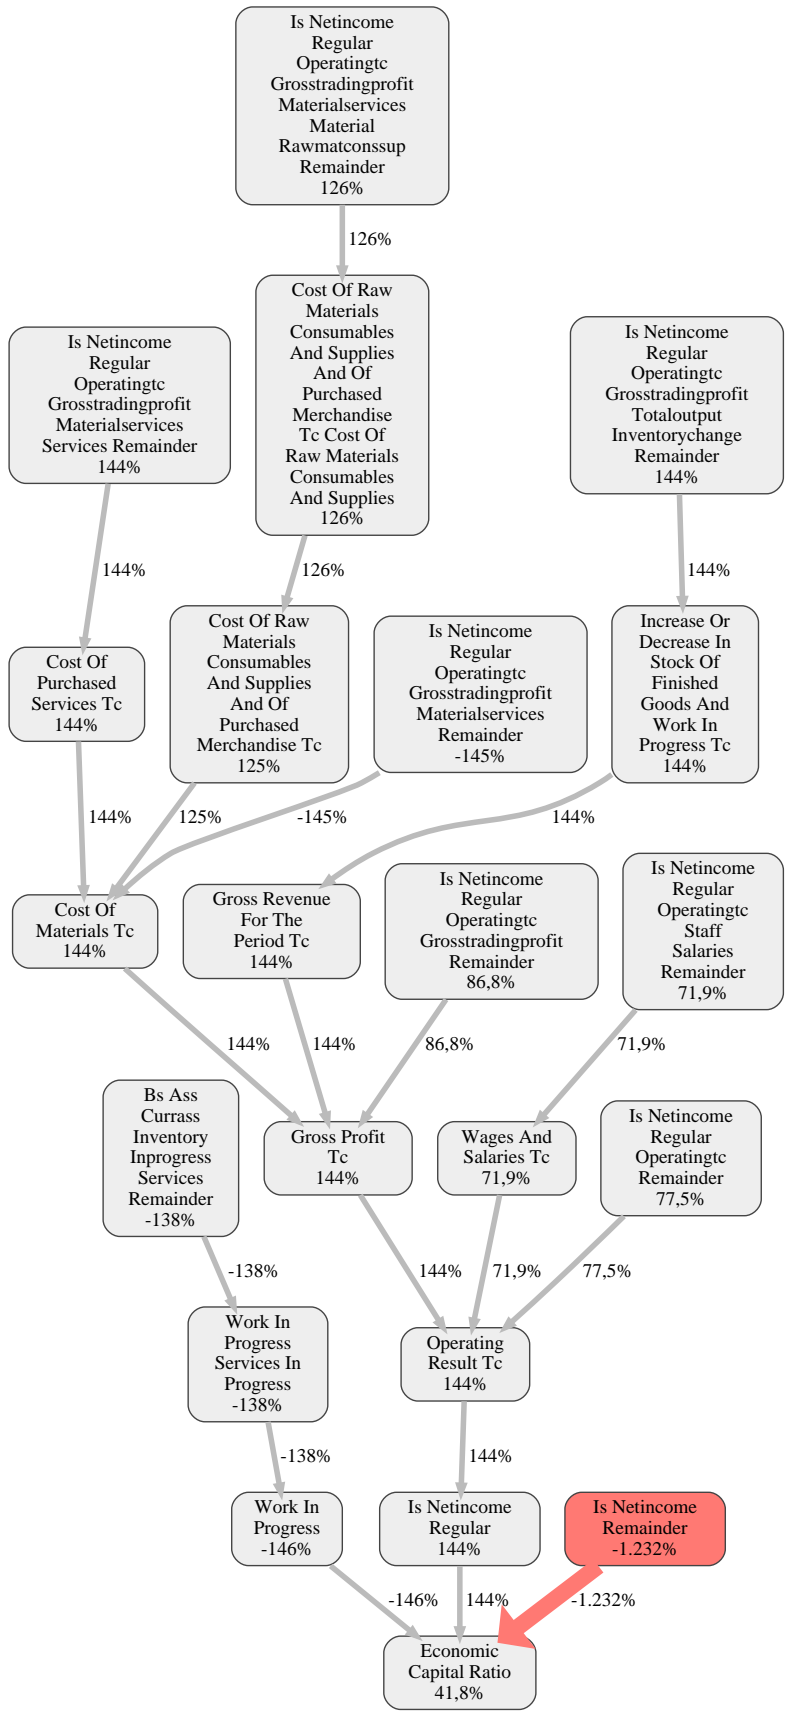 Is Netincome
Regular
Operatingtc
Grosstradingprofit
Materialservices
Material
Rawmatconssup
Remainder
126%
126%
Cost Of Raw
Materials
Consumables
And Supplies
And Of
Purchased
Merchandise
Tc Cost Of
Raw Materials
Consumables
And Supplies
126%
Is Netincome
Regular
Operatingtc
Grosstradingprofit
Materialservices
Services Remainder
144%
Is Netincome
Regular
Operatingtc
Grosstradingprofit
Totaloutput
Inventorychange
Remainder
144%
144%
126%
144%
Cost Of
Purchased
Services Tc
144%
Cost Of Raw
Materials
Consumables
And Supplies
And Of
Purchased
Merchandise Tc
125%
Is Netincome
Regular
Operatingtc
Grosstradingprofit
Materialservices
Remainder
-145%
Increase Or
Decrease In
Stock Of
Finished
Goods And
Work In
Progress Tc
144%
144%
125%
-145%
144%
Cost Of
Materials Tc
144%
Gross Revenue
For The
Period Tc
144%
Is Netincome
Regular
Operatingtc
Grosstradingprofit
Remainder
86,8%
Is Netincome
Regular
Operatingtc
Staff
Salaries
Remainder
71,9%
144%
144%
86,8%
71,9%
Bs Ass
Currass
Inventory
Inprogress
Services
Remainder
-138%
Gross Profit
Tc
144%
Wages And
Salaries Tc
71,9%
Is Netincome
Regular
Operatingtc
Remainder
77,5%
-138%
144%
71,9%
77,5%
Work In
Progress
Services In
Progress
-138%
Operating
Result Tc
144%
-138%
144%
Work In
Progress
-146%
Is Netincome
Regular
144%
Is Netincome
Remainder
-1.232%
-146%
144%
-1.232%
Economic
Capital Ratio
41,8%